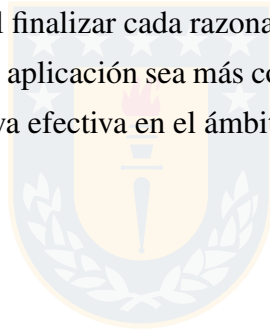 l finalizar cada razona
aplicación sea más co
va efectiva en el ámbit